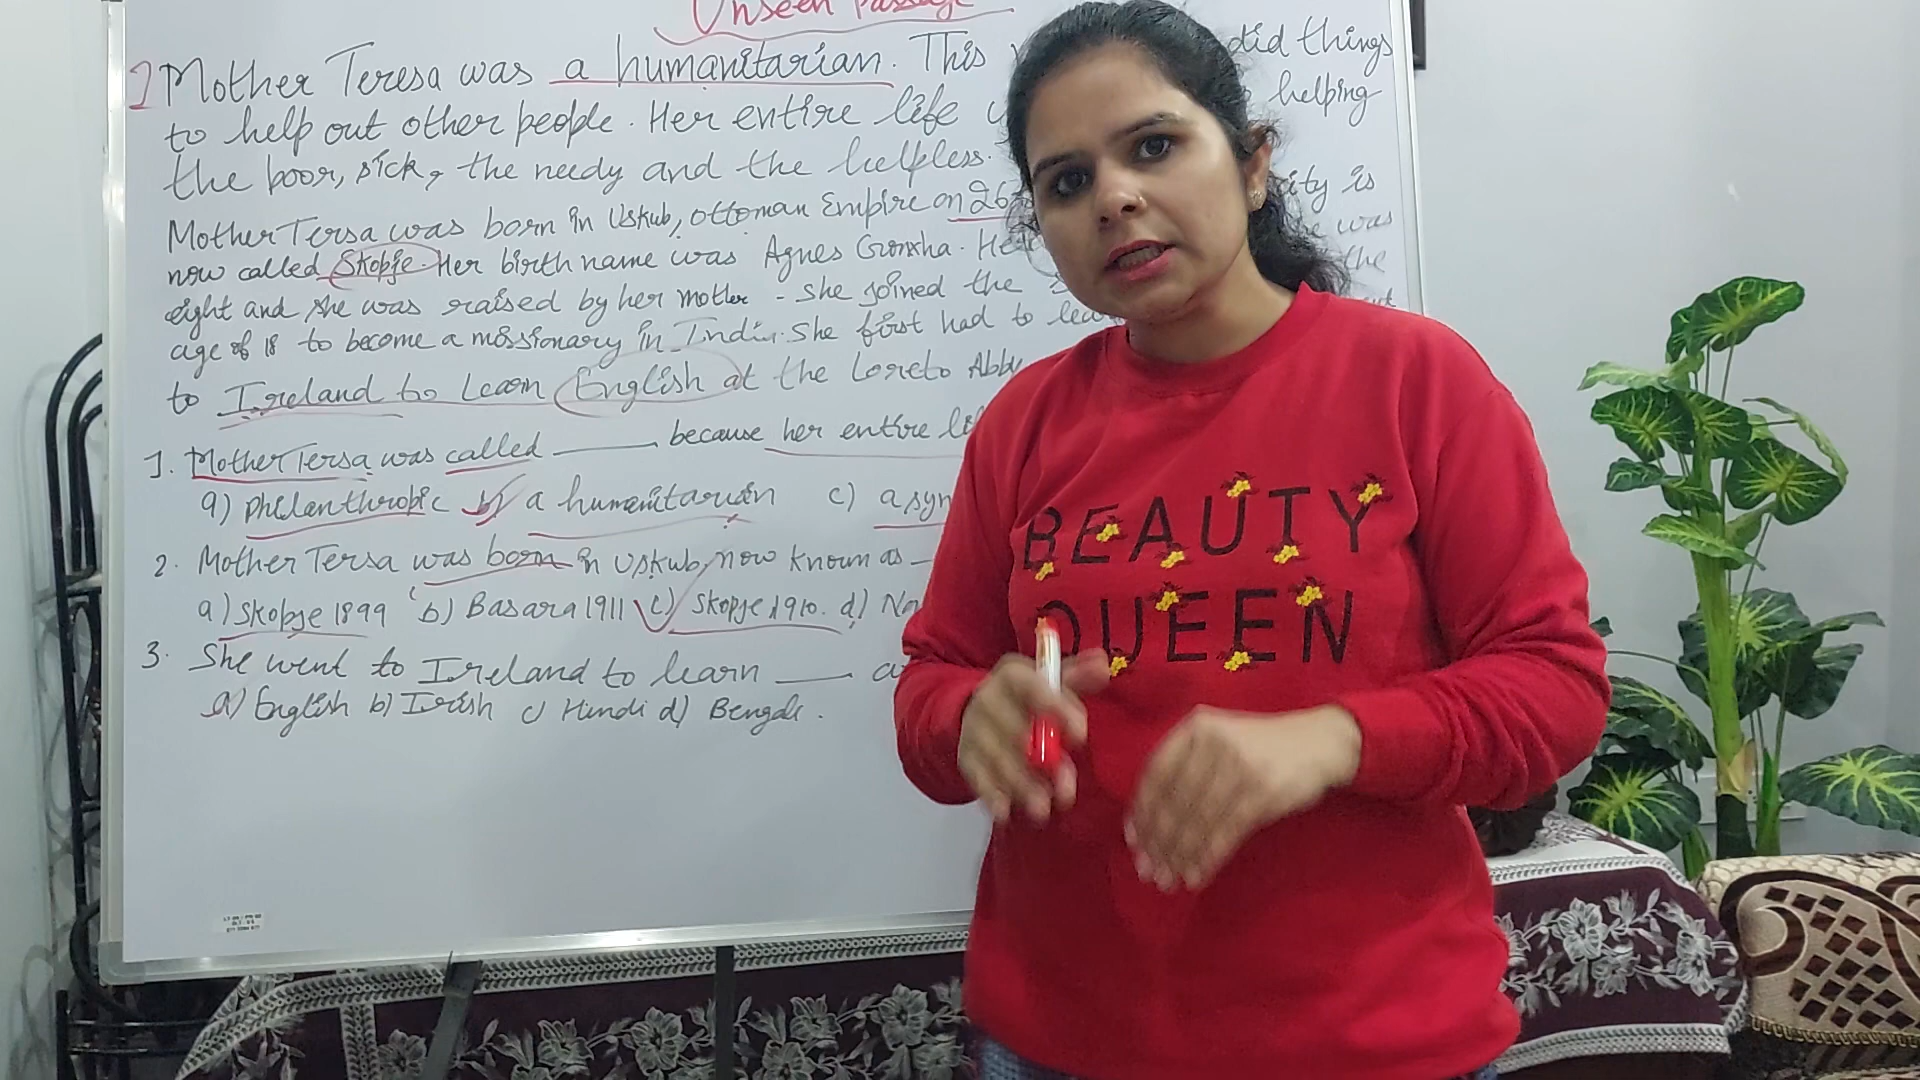 Unseen Passage
1 Mother Teresa was a humanitarian. This did things
to help out other people. Her entire life helping
the poor, sick, the needy and the helpless.
Mother Tersa was born in Uskub, Ottoman Empire on 26 city is
now called Skopje. Her birth name was Agnes was
eight and she was raised by her mother - She joined the the
age of 18 to become a missionary in India. She first had to
to Ireland to Learn English at the Loreto
1. Mother Tersa was called ______ because her entire
a) Philanthropic b) a humanitarian c)
2. Mother Tersa was born in Uskub, now known as
a) Skopje 1899 b) Basara 1911 c) Skopje 1910. d)
3. She went to Ireland to learn ____
a) English b) Irish c) Hindi d) Bengali.
BEAUTY
QUEEN